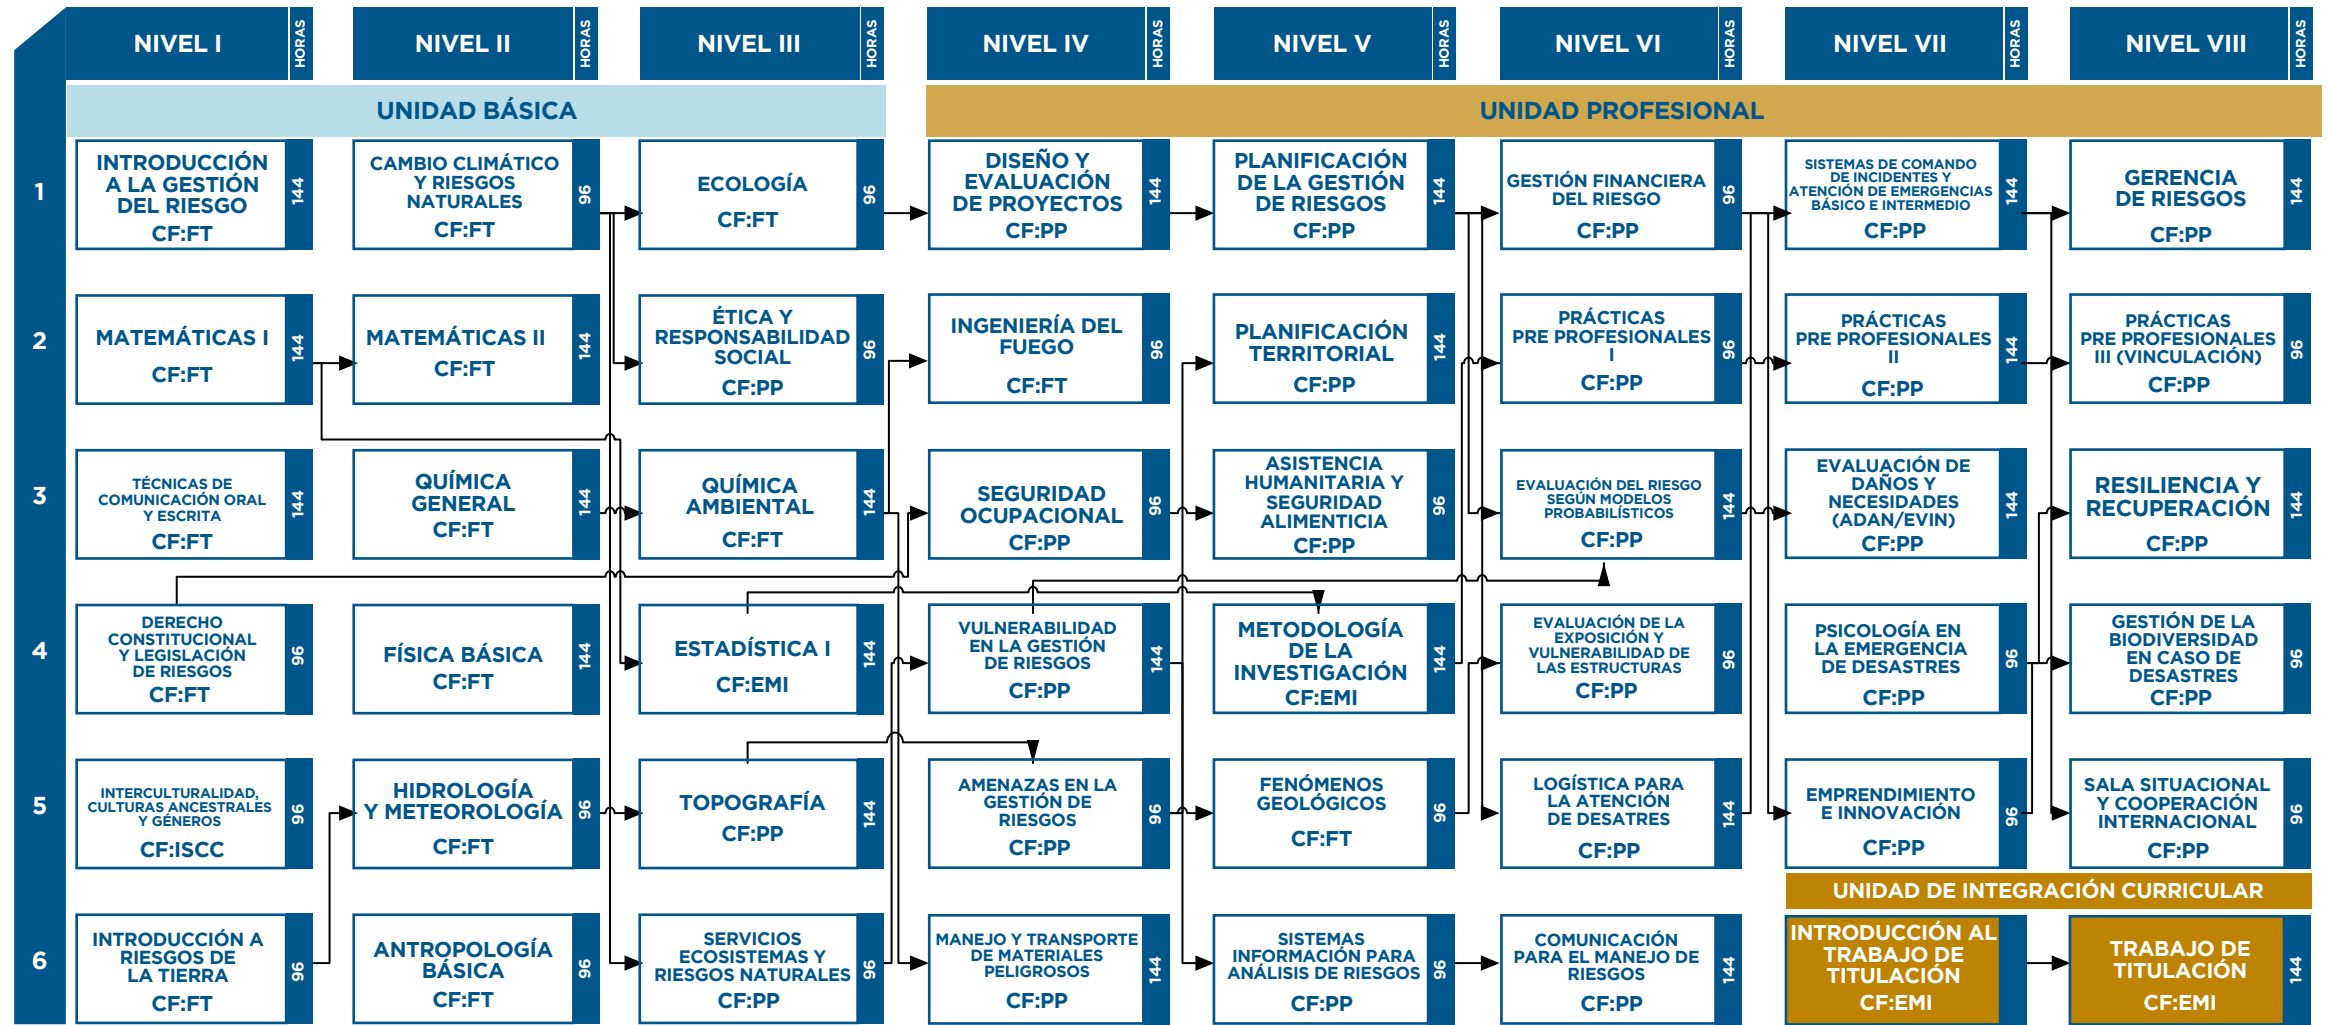 NIVEL I
HORAS
NIVEL II
HORAS
NIVEL III
HORAS
NIVEL IV
HORAS
NIVEL V
HORAS
NIVEL VI
HORAS
NIVEL VII
HORAS
NIVEL VIII
HORAS
UNIDAD BÁSICA
UNIDAD PROFESIONAL
1
INTRODUCCIÓN
A LA GESTIÓN
DEL RIESGO
CF:FT
144
CAMBIO CLIMÁTICO
Y RIESGOS
NATURALES
CF:FT
96
ECOLOGÍA
CF:FT
96
DISEÑO Y
EVALUACIÓN
DE PROYECTOS
CF:PP
144
PLANIFICACIÓN
DE LA GESTIÓN
DE RIESGOS
CF:PP
144
GESTIÓN FINANCIERA
DEL RIESGO
CF:PP
96
SISTEMAS DE COMANDO
DE INCIDENTES Y
ATENCIÓN DE EMERGENCIAS
BÁSICO E INTERMEDIO
CF:PP
144
GERENCIA
DE RIESGOS
CF:PP
144
2
MATEMÁTICAS I
CF:FT
144
MATEMÁTICAS II
CF:FT
144
ÉTICA Y
RESPONSABILIDAD
SOCIAL
CF:PP
96
INGENIERÍA DEL
FUEGO
CF:FT
96
PLANIFICACIÓN
TERRITORIAL
CF:PP
144
PRÁCTICAS
PRE PROFESIONALES
I
CF:PP
96
PRÁCTICAS
PRE PROFESIONALES
II
CF:PP
144
PRÁCTICAS
PRE PROFESIONALES
III (VINCULACIÓN)
CF:PP
96
3
TÉCNICAS DE
COMUNICACIÓN ORAL
Y ESCRITA
CF:FT
144
QUÍMICA
GENERAL
CF:FT
144
QUÍMICA
AMBIENTAL
CF:FT
144
SEGURIDAD
OCUPACIONAL
CF:PP
96
ASISTENCIA
HUMANITARIA Y
SEGURIDAD
ALIMENTICIA
CF:PP
96
EVALUACIÓN DEL RIESGO
SEGÚN MODELOS
PROBABILÍSTICOS
CF:PP
144
EVALUACIÓN DE
DAÑOS Y
NECESIDADES
(ADAN/EVIN)
CF:PP
144
RESILIENCIA Y
RECUPERACIÓN
CF:PP
144
4
DERECHO
CONSTITUCIONAL
Y LEGISLACIÓN
DE RIESGOS
CF:FT
96
FÍSICA BÁSICA
CF:FT
144
ESTADÍSTICA I
CF:EMI
144
VULNERABILIDAD
EN LA GESTIÓN
DE RIESGOS
CF:PP
144
METODOLOGÍA
DE LA
INVESTIGACIÓN
CF:EMI
144
EVALUACIÓN DE LA
EXPOSICIÓN Y
VULNERABILIDAD DE
LAS ESTRUCTURAS
CF:PP
96
PSICOLOGÍA EN
LA EMERGENCIA
DE DESASTRES
CF:PP
96
GESTIÓN DE LA
BIODIVERSIDAD
EN CASO DE
DESASTRES
CF:PP
96
5
INTERCULTURALIDAD,
CULTURAS ANCESTRALES
Y GÉNEROS
CF:ISCC
96
HIDROLOGÍA
Y METEOROLOGÍA
CF:FT
96
TOPOGRAFÍA
CF:PP
144
AMENAZAS EN LA
GESTIÓN DE
RIESGOS
CF:PP
96
FENÓMENOS
GEOLÓGICOS
CF:FT
96
LOGÍSTICA PARA
LA ATENCIÓN
DE DESATRES
CF:PP
144
EMPRENDIMIENTO
E INNOVACIÓN
CF:PP
96
SALA SITUACIONAL
Y COOPERACIÓN
INTERNACIONAL
CF:PP
96
UNIDAD DE INTEGRACIÓN CURRICULAR
6
INTRODUCCIÓN A
RIESGOS DE
LA TIERRA
CF:FT
96
ANTROPOLOGÍA
BÁSICA
CF:FT
96
SERVICIOS
ECOSISTEMAS Y
RIESGOS NATURALES
CF:PP
96
MANEJO Y TRANSPORTE
DE MATERIALES
PELIGROSOS
CF:PP
144
SISTEMAS
INFORMACIÓN PARA
ANÁLISIS DE RIESGOS
CF:PP
96
COMUNICACIÓN
PARA EL MANEJO DE
RIESGOS
CF:PP
144
INTRODUCCIÓN AL
TRABAJO DE
TITULACIÓN
CF:EMI
TRABAJO DE
TITULACIÓN
CF:EMI
144